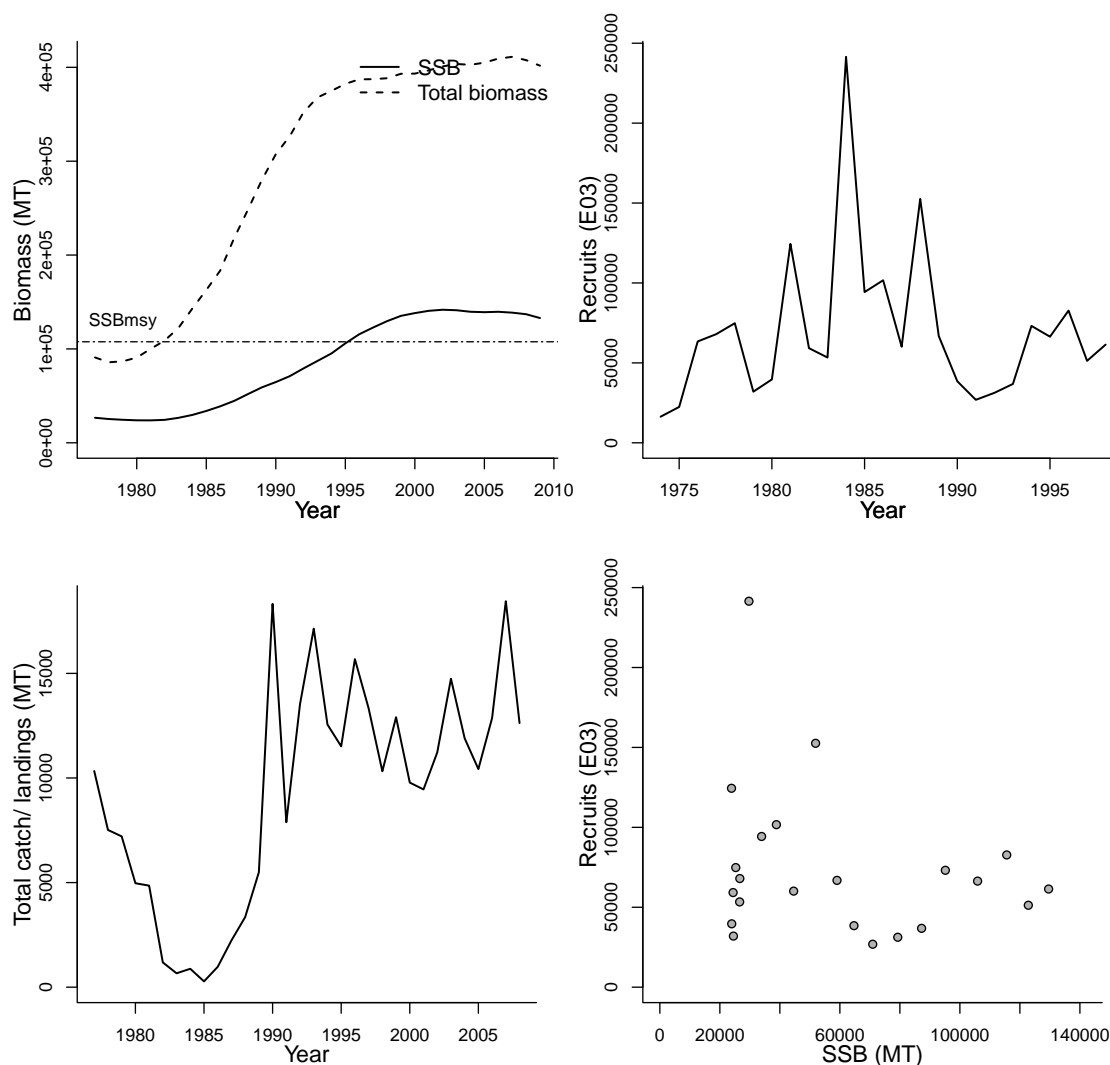 SSB
Total biomass
SSBmsy
Biomass (MT)
0e+00
1e+05
2e+05
3e+05
4e+05
1980 1985 1990 1995 2000 2005 2010
Year
Recruits (E03)
0
50000
100000
150000
200000
250000
1975 1980 1985 1990 1995
Year
Total catch/ landings (MT)
0
5000
10000
15000
1980 1985 1990 1995 2000 2005
Year
Recruits (E03)
0
50000
100000
150000
200000
250000
0 20000 60000 100000 140000
SSB (MT)